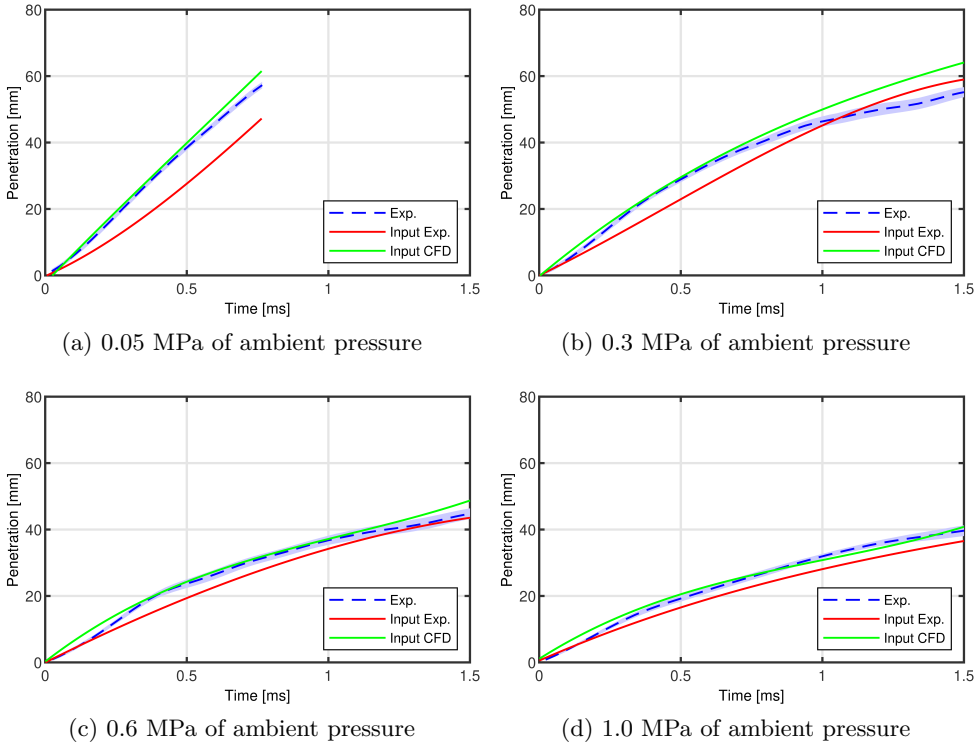 80
60
40
20
0
Penetration [mm]
0
0.5
1
1.5
Time [ms]
Exp.
Input Exp.
Input CFD
(a) 0.05 MPa of ambient pressure
80
60
40
20
0
Penetration [mm]
0
0.5
1
1.5
Time [ms]
Exp.
Input Exp.
Input CFD
(b) 0.3 MPa of ambient pressure
80
60
40
20
0
Penetration [mm]
0
0.5
1
1.5
Time [ms]
Exp.
Input Exp.
Input CFD
(c) 0.6 MPa of ambient pressure
80
60
40
20
0
Penetration [mm]
0
0.5
1
1.5
Time [ms]
Exp.
Input Exp.
Input CFD
(d) 1.0 MPa of ambient pressure